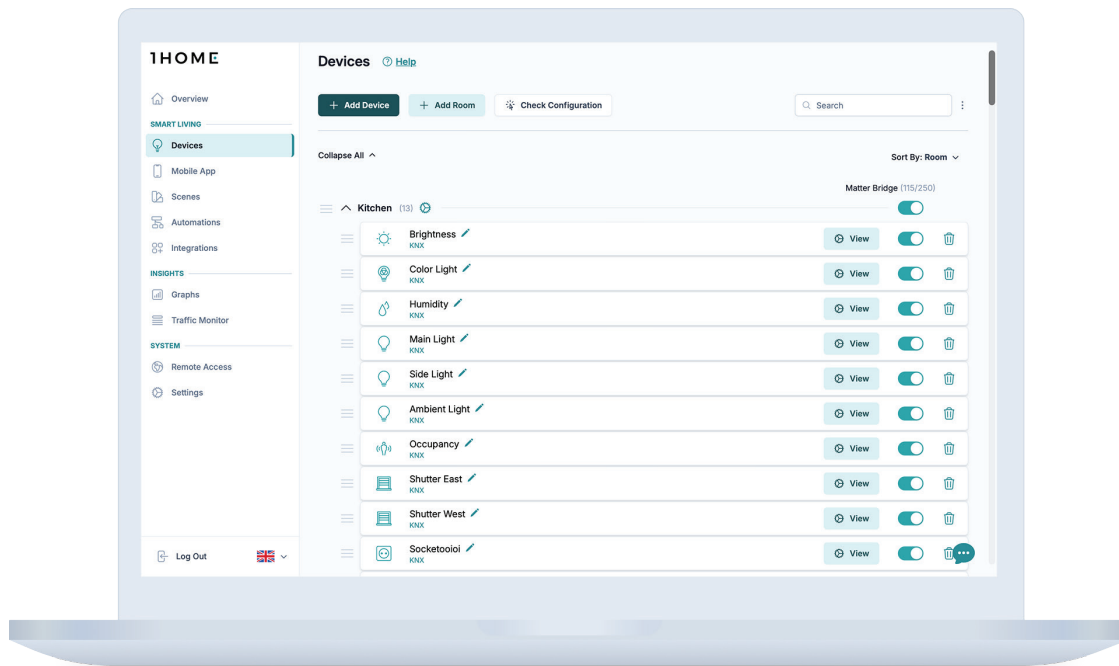 1HOME
Overview
SMART LIVING
Devices
Mobile App
Scenes
Automations
Integrations
INSIGHTS
Graphs
Traffic Monitor
SYSTEM
Remote Access
Settings
Log Out
Devices Help
+ Add Device + Add Room Check Configuration Search
Collapse All Sort By: Room
Matter Bridge (115/250)
Kitchen (13)
Brightness View
KNX
Color Light View
KNX
Humidity View
KNX
Main Light View
KNX
Side Light View
KNX
Ambient Light View
KNX
Occupancy View
KNX
Shutter East View
KNX
Shutter West View
KNX
Socketooioi View
KNX